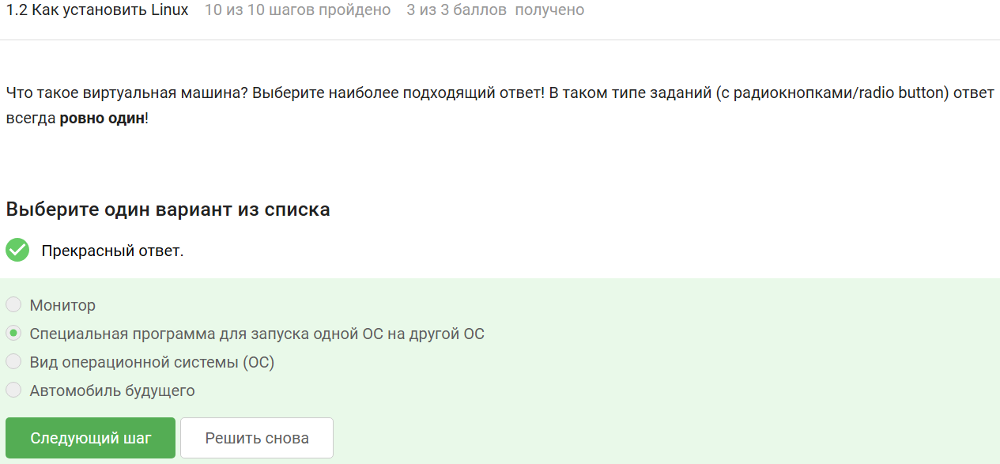 1.2 Как установить Linux 10 из 10 шагов пройдено 3 из 3 баллов получено
Что такое виртуальная машина? Выберите наиболее подходящий ответ! В таком типе заданий (с радиокнопками/radio button) ответ
всегда ровно один!
Выберите один вариант из списка
Прекрасный ответ.
Монитор
Специальная программа для запуска одной ОС на другой ОС
Вид операционной системы (ОС)
Автомобиль будущего
Следующий шаг Решить снова